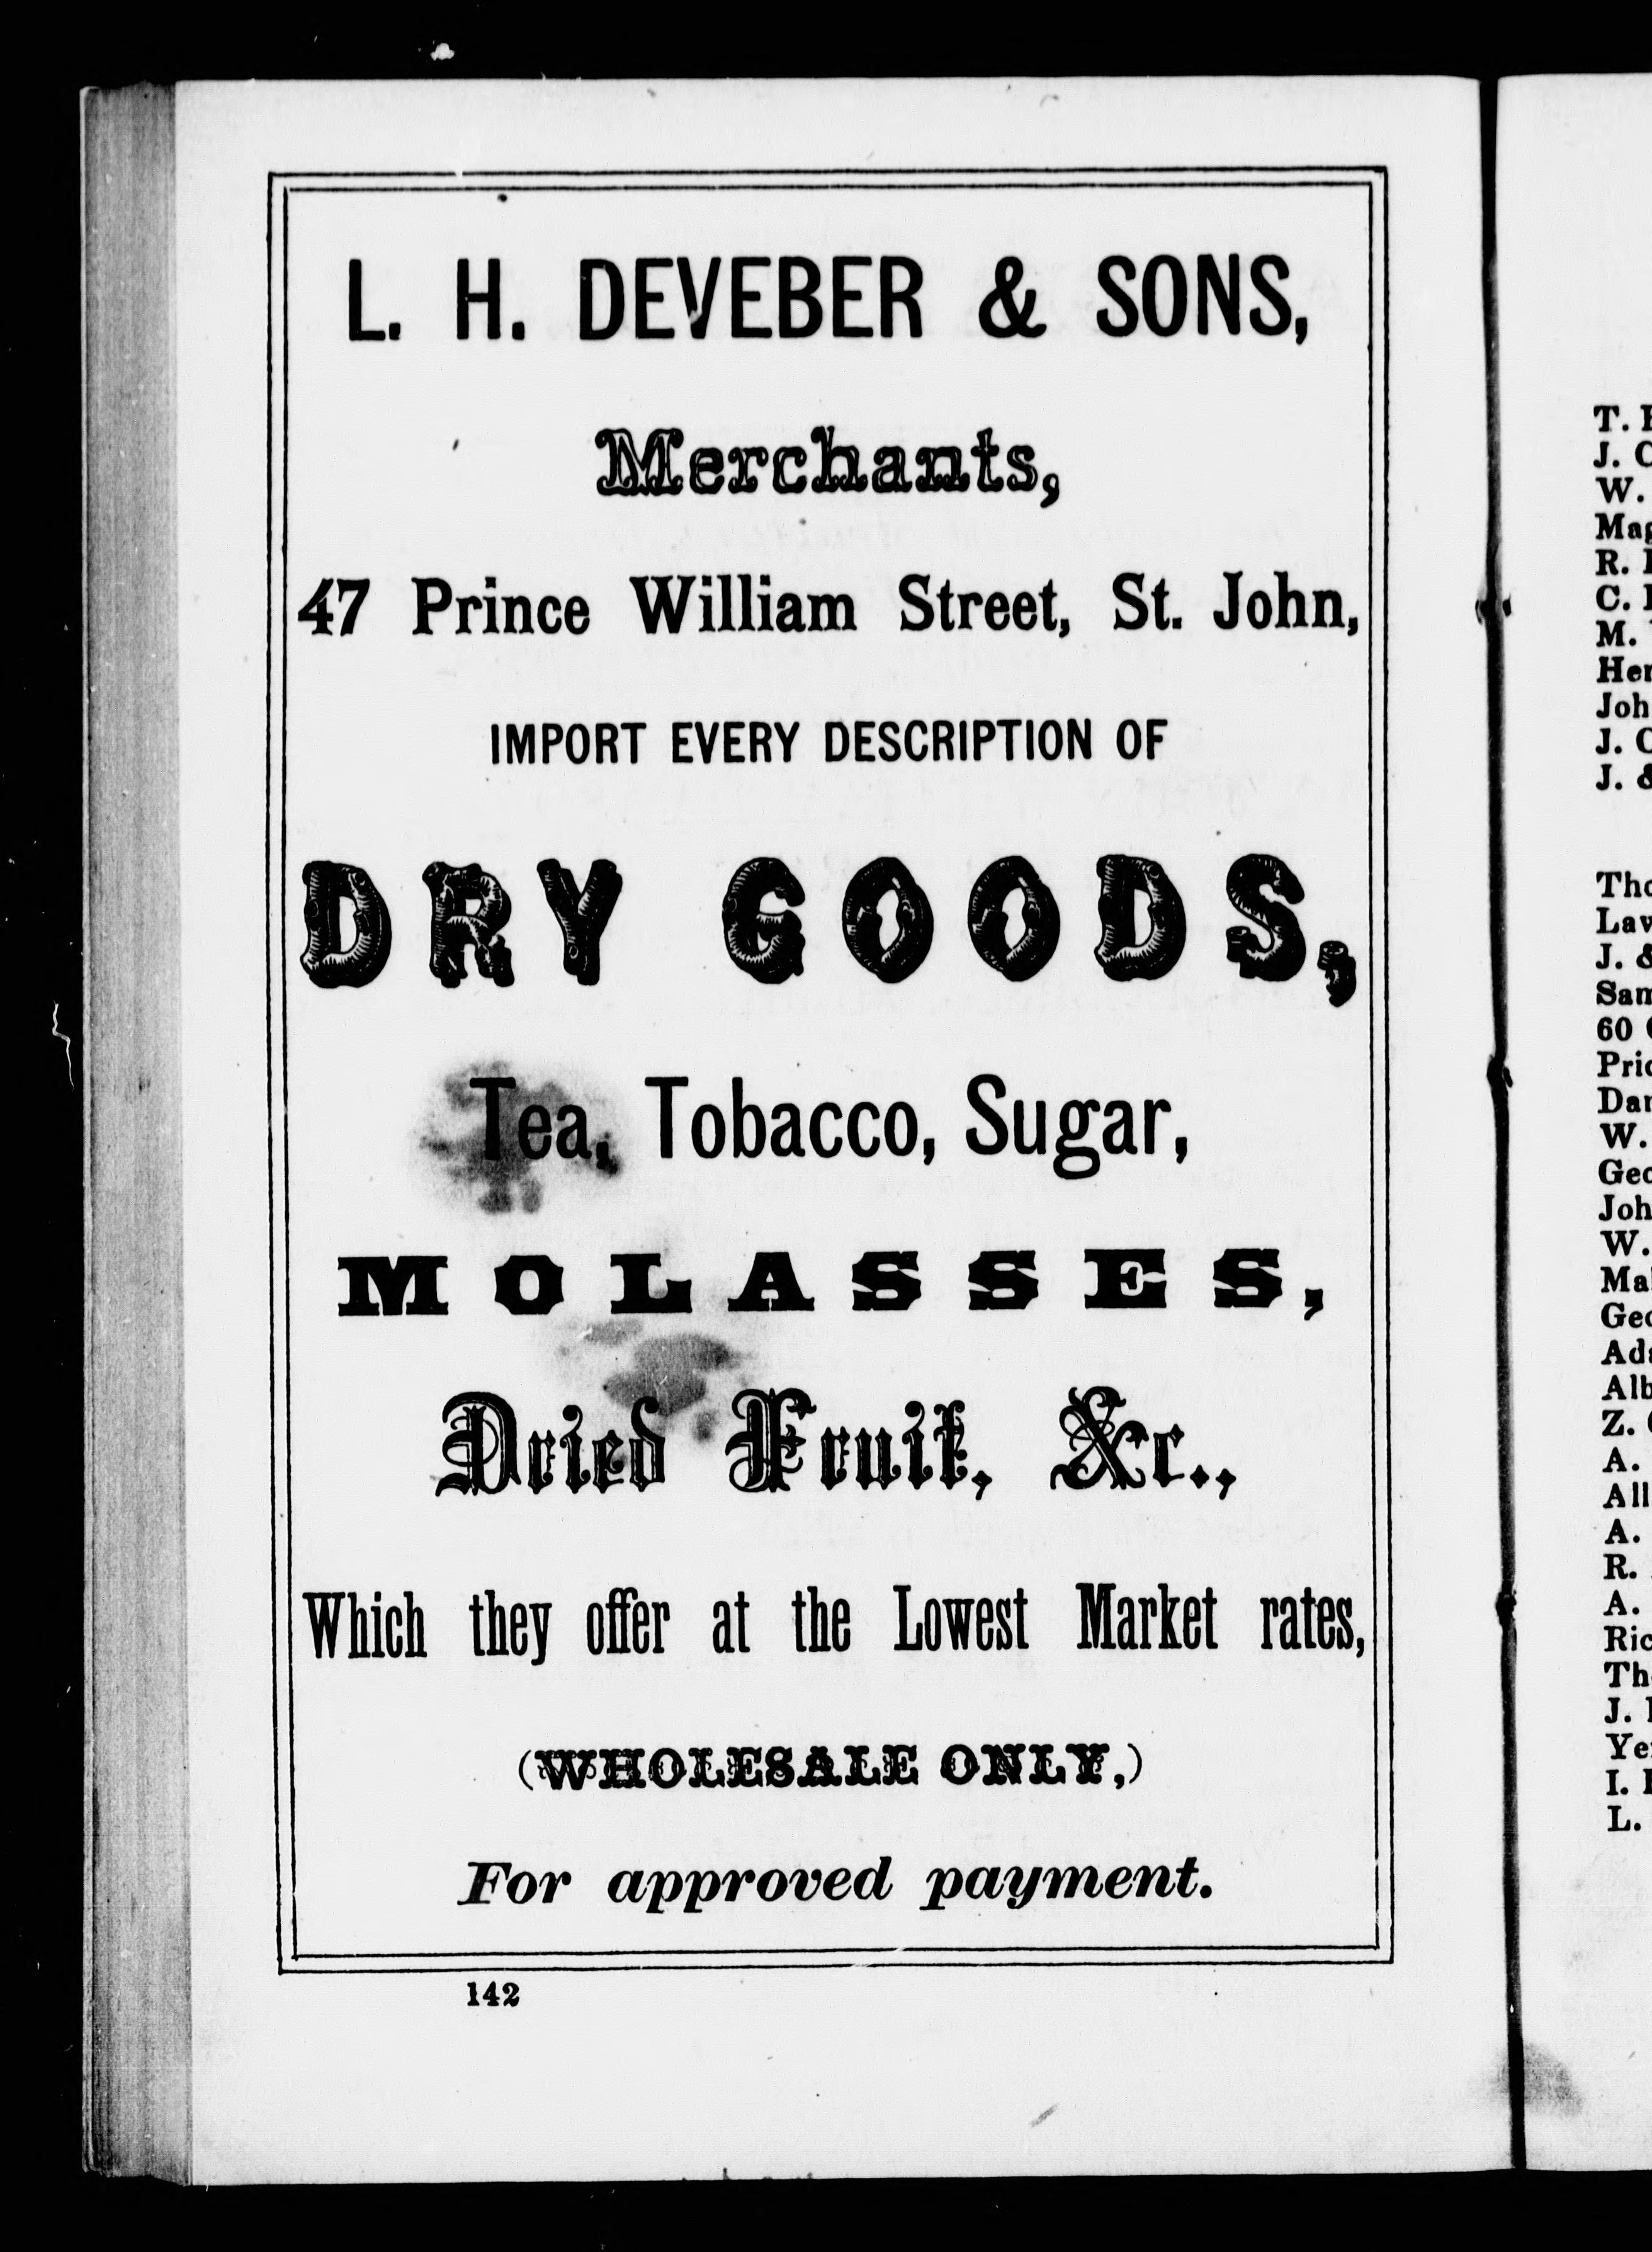 L. H. DEVEBER & SONS,
Merchants,
47 Prince William Street, St. John,
IMPORT EVERY DESCRIPTION OF
DRY GOODS,
Tea, Tobacco, Sugar,
MOLASSES,
Dried Fruit, &c.,
Which they offer at the Lowest Market rates,
(WHOLESALE ONLY,)
For approved payment.
142
T.
J.
W.
R.
C.
M.
J.
J. &
J. &
60
W.
W.
Z.
A.
A.
R.
A.
J.
I.
L.